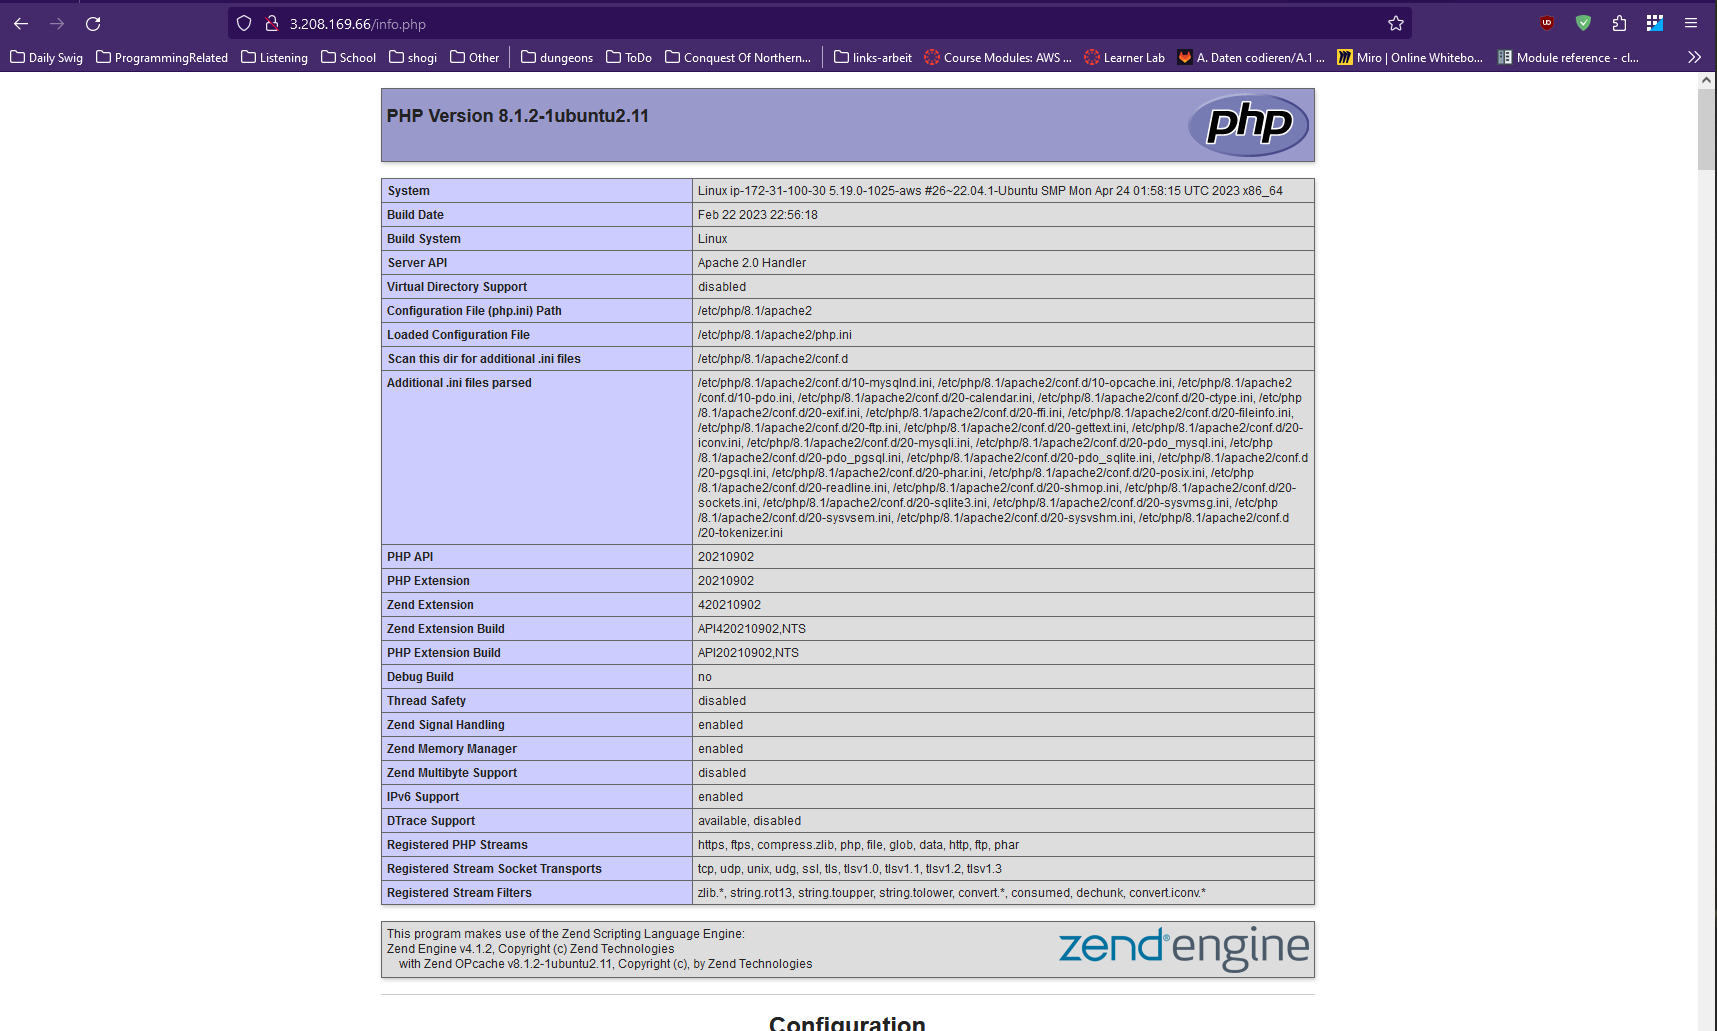 3.208.169.66/info.php
Daily Swig ProgrammingRelated Listening School shogi Other dungeons ToDo Conquest Of Northern... links-arbeit Course Modules: AWS ... Learner Lab A. Daten codieren/A.1 ... Miro | Online Whitebo... Module reference - cl...
PHP Version 8.1.2-1ubuntu2.11
php
System Linux ip-172-31-100-30 5.19.0-1025-aws #26~22.04.1-Ubuntu SMP Mon Apr 24 01:58:15 UTC 2023 x86_64
Build Date Feb 22 2023 22:56:18
Build System Linux
Server API Apache 2.0 Handler
Virtual Directory Support disabled
Configuration File (php.ini) Path /etc/php/8.1/apache2
Loaded Configuration File /etc/php/8.1/apache2/php.ini
Scan this dir for additional .ini files /etc/php/8.1/apache2/conf.d
Additional .ini files parsed /etc/php/8.1/apache2/conf.d/10-mysqlnd.ini, /etc/php/8.1/apache2/conf.d/10-opcache.ini, /etc/php/8.1/apache2
/conf.d/10-pdo.ini, /etc/php/8.1/apache2/conf.d/20-calendar.ini, /etc/php/8.1/apache2/conf.d/20-ctype.ini, /etc/php
/8.1/apache2/conf.d/20-exif.ini, /etc/php/8.1/apache2/conf.d/20-ffi.ini, /etc/php/8.1/apache2/conf.d/20-fileinfo.ini,
/etc/php/8.1/apache2/conf.d/20-ftp.ini, /etc/php/8.1/apache2/conf.d/20-gettext.ini, /etc/php/8.1/apache2/conf.d/20-
iconv.ini, /etc/php/8.1/apache2/conf.d/20-mysqli.ini, /etc/php/8.1/apache2/conf.d/20-pdo_mysql.ini, /etc/php
/8.1/apache2/conf.d/20-pdo_pgsql.ini, /etc/php/8.1/apache2/conf.d/20-pdo_sqlite.ini, /etc/php/8.1/apache2/conf.d
/20-pgsql.ini, /etc/php/8.1/apache2/conf.d/20-phar.ini, /etc/php/8.1/apache2/conf.d/20-posix.ini, /etc/php
/8.1/apache2/conf.d/20-readline.ini, /etc/php/8.1/apache2/conf.d/20-shmop.ini, /etc/php/8.1/apache2/conf.d/20-
sockets.ini, /etc/php/8.1/apache2/conf.d/20-sqlite3.ini, /etc/php/8.1/apache2/conf.d/20-sysvmsg.ini, /etc/php
/8.1/apache2/conf.d/20-sysvsem.ini, /etc/php/8.1/apache2/conf.d/20-sysvshm.ini, /etc/php/8.1/apache2/conf.d
/20-tokenizer.ini
PHP API 20210902
PHP Extension 20210902
Zend Extension 420210902
Zend Extension Build API420210902,NTS
PHP Extension Build API20210902,NTS
Debug Build no
Thread Safety disabled
Zend Signal Handling enabled
Zend Memory Manager enabled
Zend Multibyte Support disabled
IPv6 Support enabled
DTrace Support available, disabled
Registered PHP Streams https, ftps, compress.zlib, php, file, glob, data, http, ftp, phar
Registered Stream Socket Transports tcp, udp, unix, udg, ssl, tls, tlsv1.0, tlsv1.1, tlsv1.2, tlsv1.3
Registered Stream Filters zlib.*, string.rot13, string.toupper, string.tolower, convert.*, consumed, dechunk, convert.iconv.*
This program makes use of the Zend Scripting Language Engine:
Zend Engine v4.1.2, Copyright (c) Zend Technologies
with Zend OPcache v8.1.2-1ubuntu2.11, Copyright (c), by Zend Technologies
zend® engine
Configuration